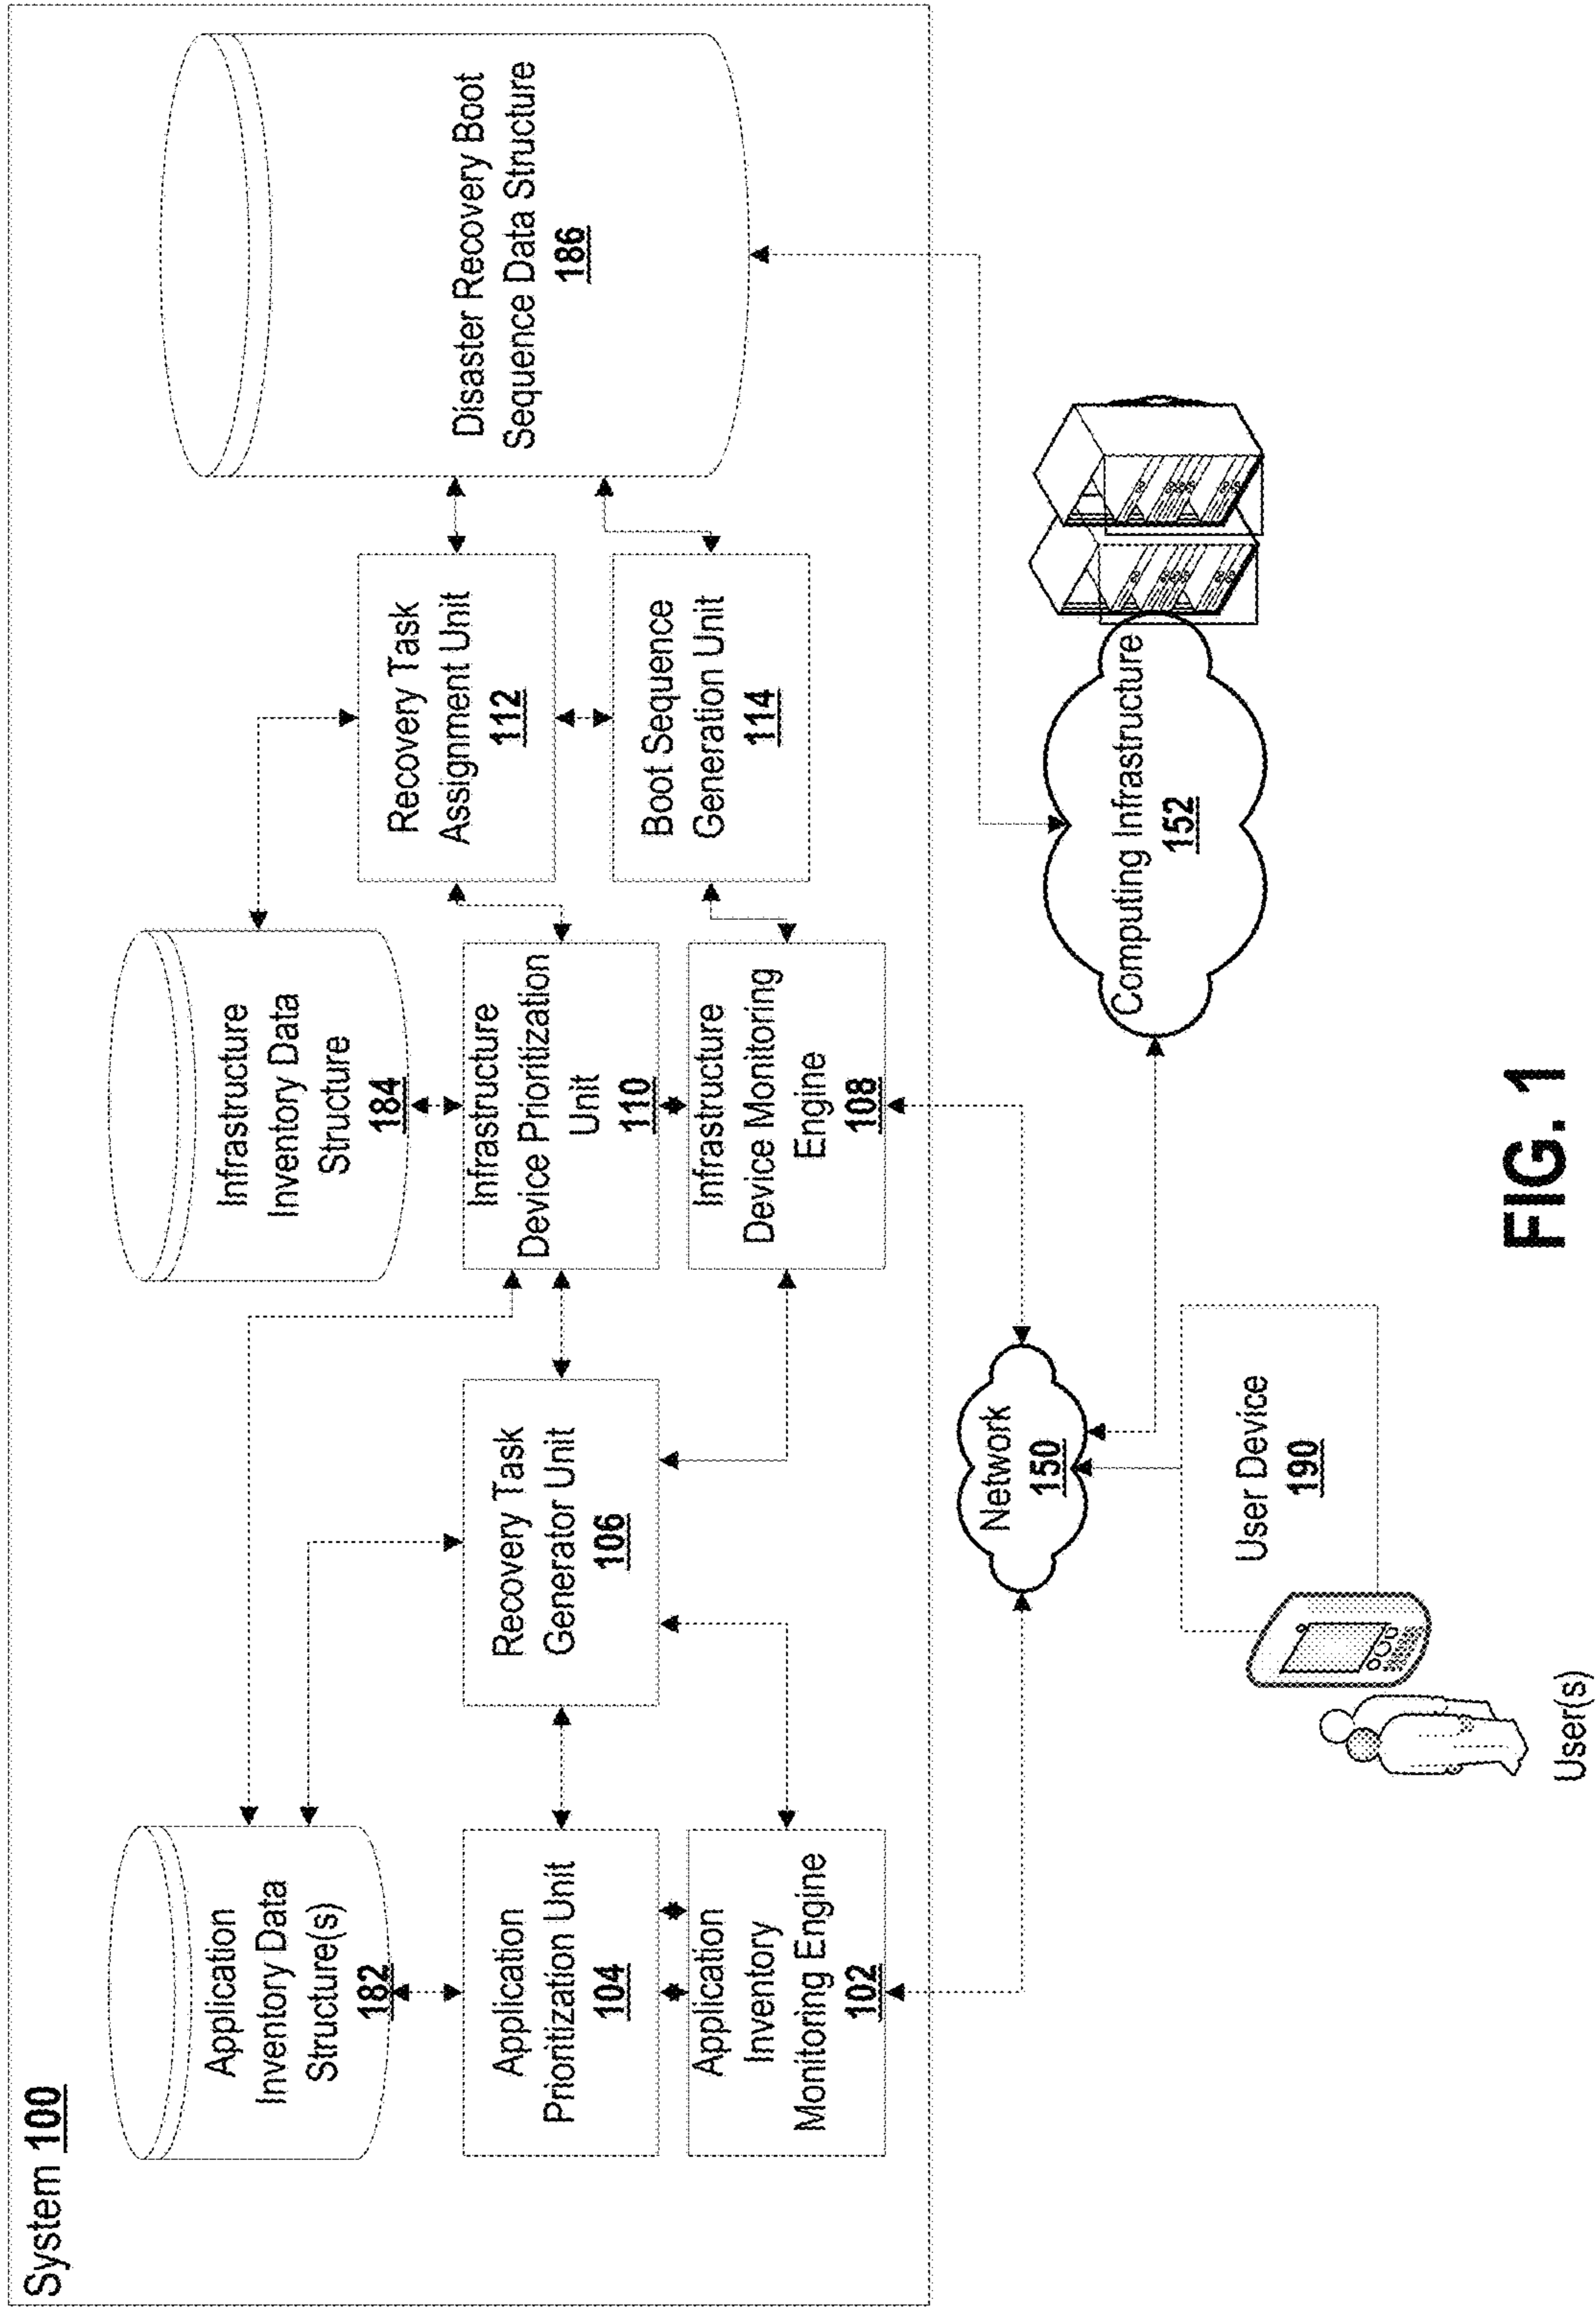 System 100
Application
Inventory Data
Structure(s)
182
Application
Prioritization Unit
104
Application
Inventory
Monitoring Engine
102
Recovery Task
Generator Unit
106
Infrastructure
Inventory Data
Structure
184
Infrastructure
Device Prioritization
Unit
110
Infrastructure
Device Monitoring
Engine
108
Recovery Task
Assignment Unit
112
Boot Sequence
Generation Unit
114
Disaster Recovery Boot
Sequence Data Structure
186
Network
150
Computing Infrastructure
152
User Device
190
User(s)
FIG. 1